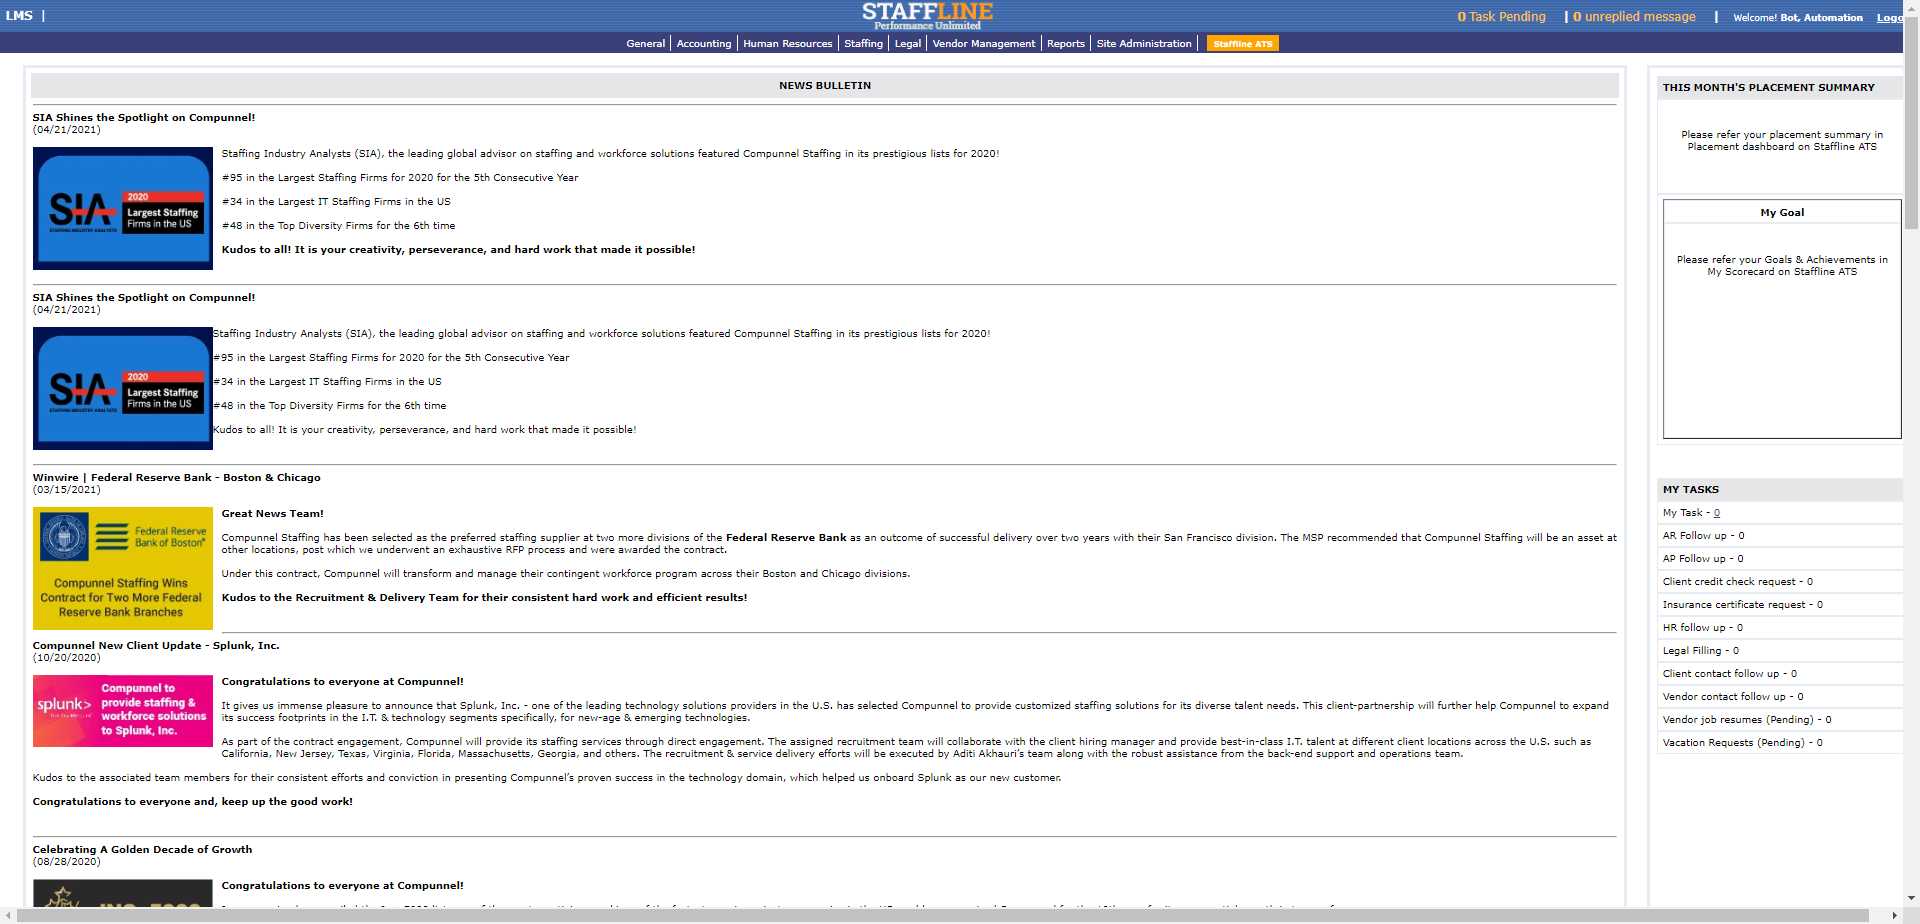 LMS |
STAFFLINE
Performance Unlimited
0 Task Pending | 0 unreplied message | Welcome! Bot, Automation Logo
General | Accounting | Human Resources | Staffing | Legal | Vendor Management | Reports | Site Administration | Staffline ATS
NEWS BULLETIN
SIA Shines the Spotlight on Compunnel!
(04/21/2021)
SIA
STAFFING INDUSTRY ANALYSTS
2020
Largest Staffing
Firms in the US
Staffing Industry Analysts (SIA), the leading global advisor on staffing and workforce solutions featured Compunnel Staffing in its prestigious lists for 2020!
#95 in the Largest Staffing Firms for 2020 for the 5th Consecutive Year
#34 in the Largest IT Staffing Firms in the US
#48 in the Top Diversity Firms for the 6th time
Kudos to all! It is your creativity, perseverance, and hard work that made it possible!
SIA Shines the Spotlight on Compunnel!
(04/21/2021)
SIA
STAFFING INDUSTRY ANALYSTS
2020
Largest Staffing
Firms in the US
Staffing Industry Analysts (SIA), the leading global advisor on staffing and workforce solutions featured Compunnel Staffing in its prestigious lists for 2020!
#95 in the Largest Staffing Firms for 2020 for the 5th Consecutive Year
#34 in the Largest IT Staffing Firms in the US
#48 in the Top Diversity Firms for the 6th time
Kudos to all! It is your creativity, perseverance, and hard work that made it possible!
Winwire | Federal Reserve Bank - Boston & Chicago
(03/15/2021)
Federal Reserve
Bank of Boston
Compunnel Staffing Wins
Contract for Two More Federal
Reserve Bank Branches
Great News Team!
Compunnel Staffing has been selected as the preferred staffing supplier at two more divisions of the Federal Reserve Bank as an outcome of successful delivery over two years with their San Francisco division. The MSP recommended that Compunnel Staffing will be an asset at
other locations, post which we underwent an exhaustive RFP process and were awarded the contract.
Under this contract, Compunnel will transform and manage their contingent workforce program across their Boston and Chicago divisions.
Kudos to the Recruitment & Delivery Team for their consistent hard work and efficient results!
Compunnel New Client Update - Splunk, Inc.
(10/20/2020)
splunk>
Compunnel to
provide staffing &
workforce solutions
to Splunk, Inc.
Congratulations to everyone at Compunnel!
It gives us immense pleasure to announce that Splunk, Inc. - one of the leading technology solutions providers in the U.S. has selected Compunnel to provide customized staffing solutions for its diverse talent needs. This client-partnership will further help Compunnel to expand
its success footprints in the I.T. & technology segments specifically, for new-age & emerging technologies.
As part of the contract engagement, Compunnel will provide its staffing services through direct engagement. The assigned recruitment team will collaborate with the client hiring manager and provide best-in-class I.T. talent at different client locations across the U.S. such as
California, New Jersey, Texas, Virginia, Florida, Massachusetts, Georgia, and others. The recruitment & service delivery efforts will be executed by Aditi Akhauri's team along with the robust assistance from the back-end support and operations team.
Kudos to the associated team members for their consistent efforts and conviction in presenting Compunnel's proven success in the technology domain, which helped us onboard Splunk as our new customer.
Congratulations to everyone and, keep up the good work!
Celebrating A Golden Decade of Growth
(08/28/2020)
Congratulations to everyone at Compunnel!
THIS MONTH'S PLACEMENT SUMMARY
Please refer your placement summary in
Placement dashboard on Staffline ATS
My Goal
Please refer your Goals & Achievements in
My Scorecard on Staffline ATS
MY TASKS
My Task - 0
AR Follow up - 0
AP Follow up - 0
Client credit check request - 0
Insurance certificate request - 0
HR follow up - 0
Legal Filling - 0
Client contact follow up - 0
Vendor contact follow up - 0
Vendor job resumes (Pending) - 0
Vacation Requests (Pending) - 0